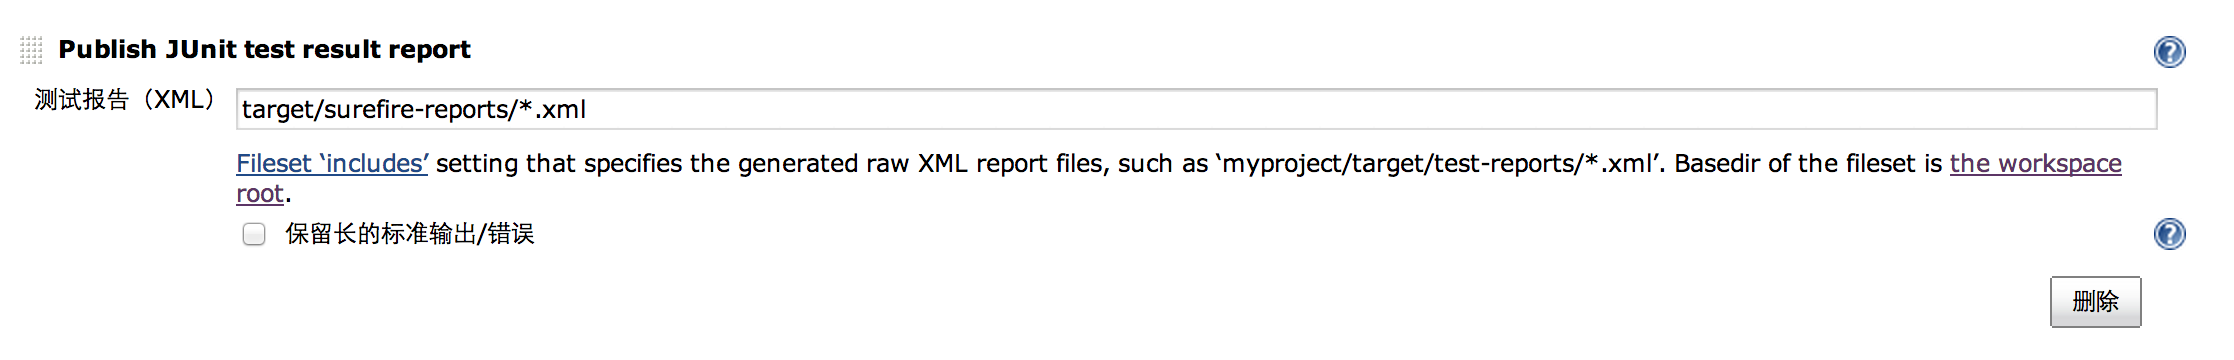 Publish JUnit test result report
测试报告（XML）
target/surefire-reports/*.xml
Fileset ‘includes’ setting that specifies the generated raw XML report files, such as ‘myproject/target/test-reports/*.xml’. Basedir of the fileset is the workspace
root.
保留长的标准输出/错误
删除